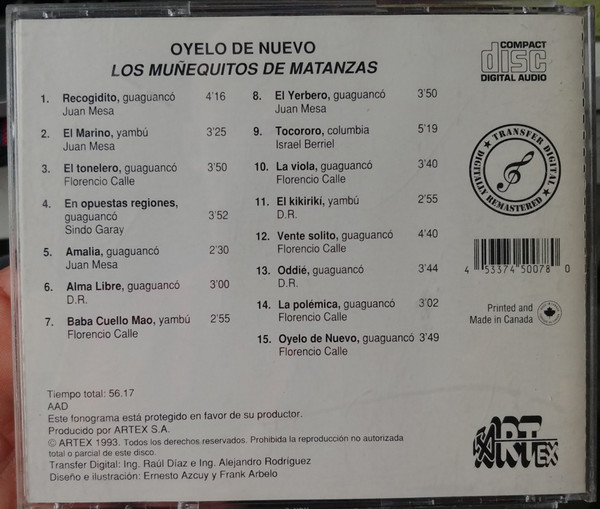 OYELO DE NUEVO
LOS MUÑEQUITOS DE MATANZAS
COMPACT
disc
DIGITAL AUDIO
1. Recogidito, guaguancó 4'16
Juan Mesa
2. El Marino, yambú 3'25
Juan Mesa
3. El tonelero, guaguancó 3'50
Florencio Calle
4. En opuestas regiones,
guaguancó 3'52
Sindo Garay
5. Amalia, guaguancó 2'30
Juan Mesa
6. Alma Libre, guaguancó 3'00
D.R.
7. Baba Cuello Mao, yambú 2'55
Florencio Calle
8. El Yerbero, guaguancó 3'50
Juan Mesa
9. Tocororo, columbia 5'19
Israel Berriel
10. La viola, guaguancó 3'40
Florencio Calle
11. El kikirikí, yambú 2'55
D.R.
12. Vente solito, guaguancó 4'40
Florencio Calle
13. Oddié, guaguancó 3'44
D.R.
14. La polémica, guaguancó 3'02
Florencio Calle
15. Oyelo de Nuevo, guaguancó 3'49
Florencio Calle
TRANSFER DIGITAL
DIGITALLY REMASTERED
4 53374 50078 0
Printed and
Made in Canada
Tiempo total: 56.17
AAD
Este fonograma está protegido en favor de su productor.
Producido por ARTEX S.A.
© ARTEX 1993. Todos los derechos reservados. Prohibida la reproducción no autorizada
total o parcial de este disco.
Transfer Digital: Ing. Raúl Díaz e Ing. Alejandro Rodríguez
Diseño e ilustración: Ernesto Azcuy y Frank Arbelo
ARTEX